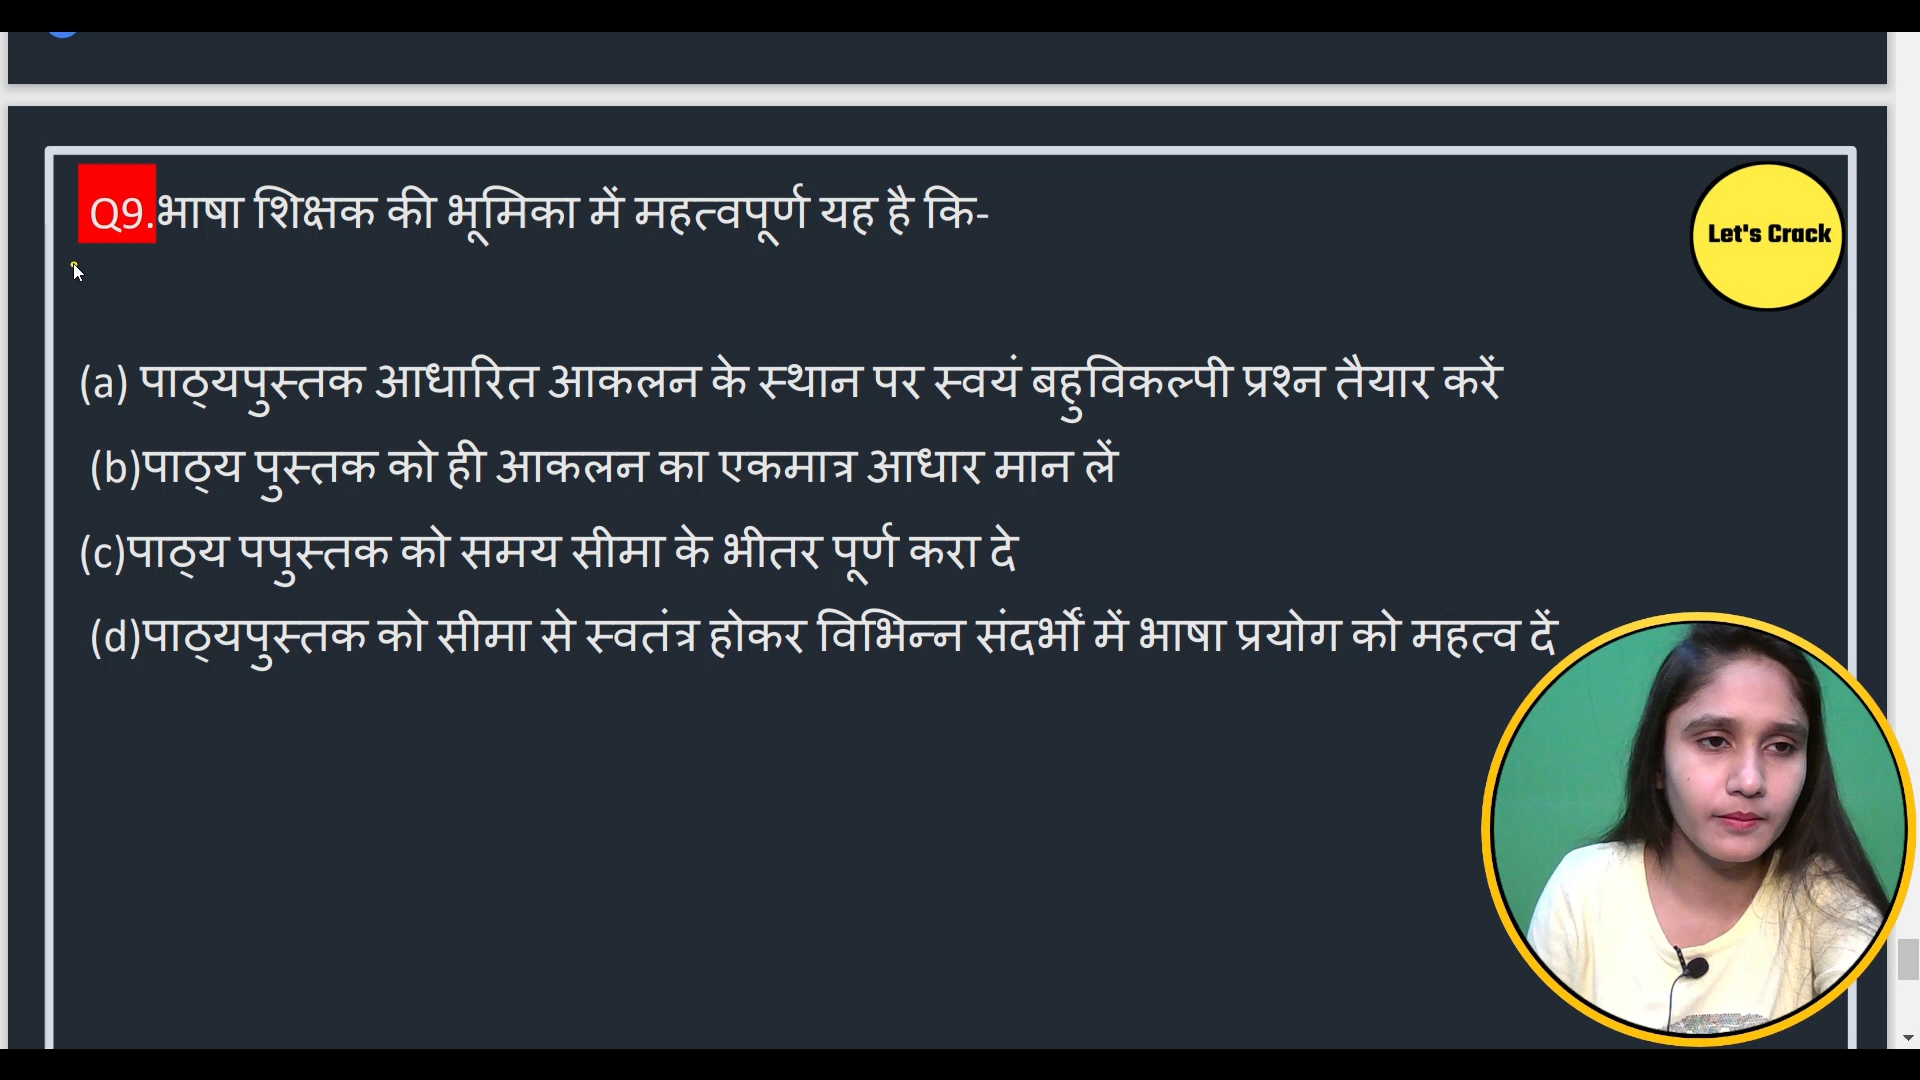 Q9.भाषा शिक्षक की भूमिका में महत्वपूर्ण यह है कि-
Let's Crack
(a) पाठ्यपुस्तक आधारित आकलन के स्थान पर स्वयं बहुविकल्पी प्रश्न तैयार करें
(b)पाठ्य पुस्तक को ही आकलन का एकमात्र आधार मान लें
(c)पाठ्य पपुस्तक को समय सीमा के भीतर पूर्ण करा दे
(d)पाठ्यपुस्तक को सीमा से स्वतंत्र होकर विभिन्न संदर्भों में भाषा प्रयोग को महत्व दें